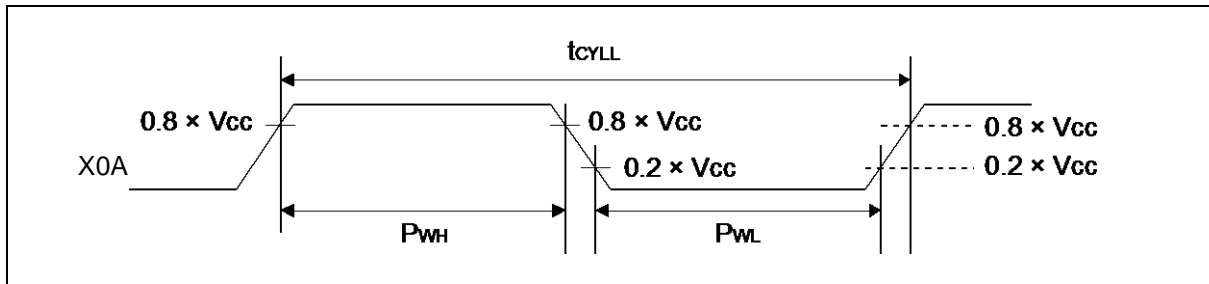 tCYLL
0.8 × Vcc
0.8 × Vcc
0.8 × Vcc
X0A
0.2 × Vcc
0.2 × Vcc
PWH
PWL